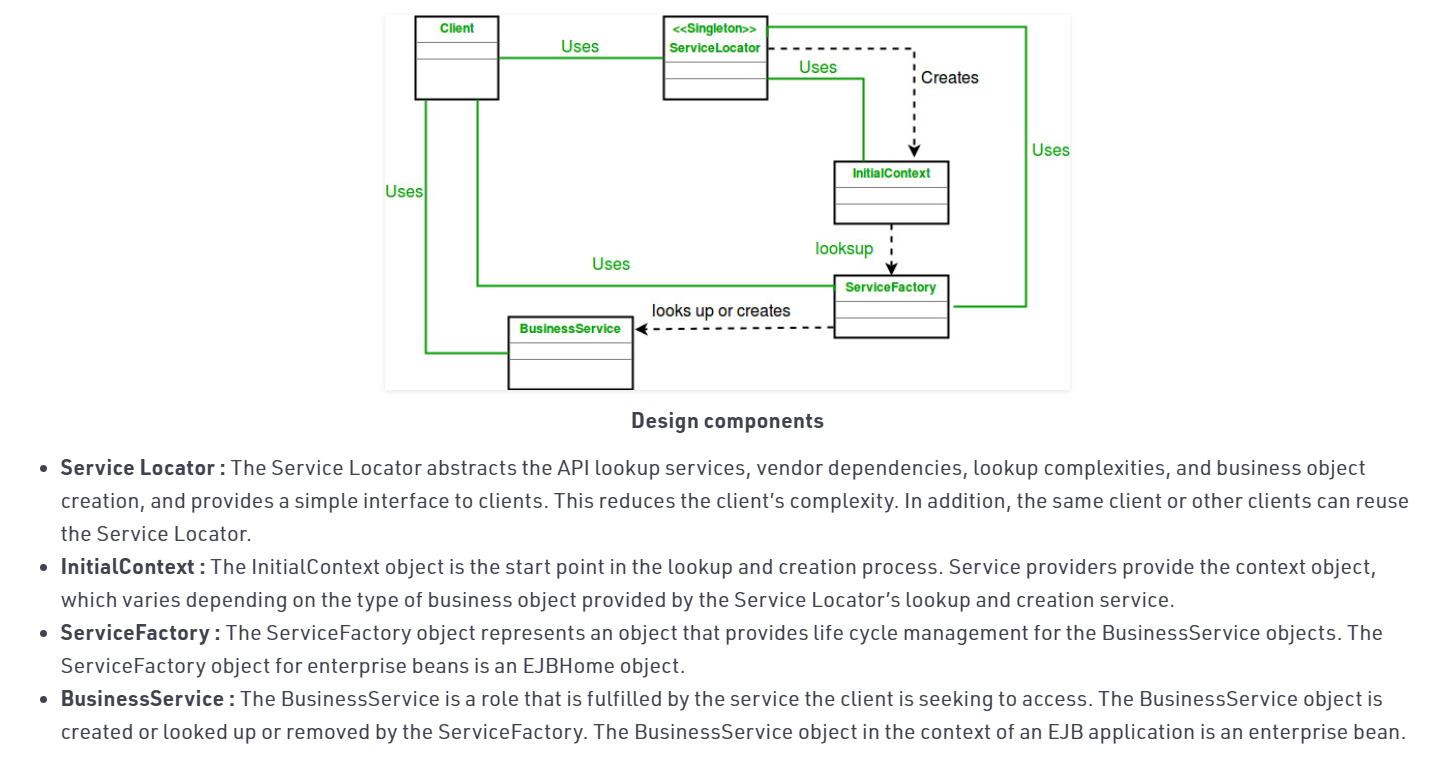 Client
<<Singleton>>
ServiceLocator
Uses
Uses
Creates
Uses
InitialContext
Uses
looksup
Uses
ServiceFactory
looks up or creates
BusinessService
Design components
• Service Locator : The Service Locator abstracts the API lookup services, vendor dependencies, lookup complexities, and business object
creation, and provides a simple interface to clients. This reduces the client’s complexity. In addition, the same client or other clients can reuse
the Service Locator.
• InitialContext : The InitialContext object is the start point in the lookup and creation process. Service providers provide the context object,
which varies depending on the type of business object provided by the Service Locator’s lookup and creation service.
• ServiceFactory : The ServiceFactory object represents an object that provides life cycle management for the BusinessService objects. The
ServiceFactory object for enterprise beans is an EJBHome object.
• BusinessService : The BusinessService is a role that is fulfilled by the service the client is seeking to access. The BusinessService object is
created or looked up or removed by the ServiceFactory. The BusinessService object in the context of an EJB application is an enterprise bean.